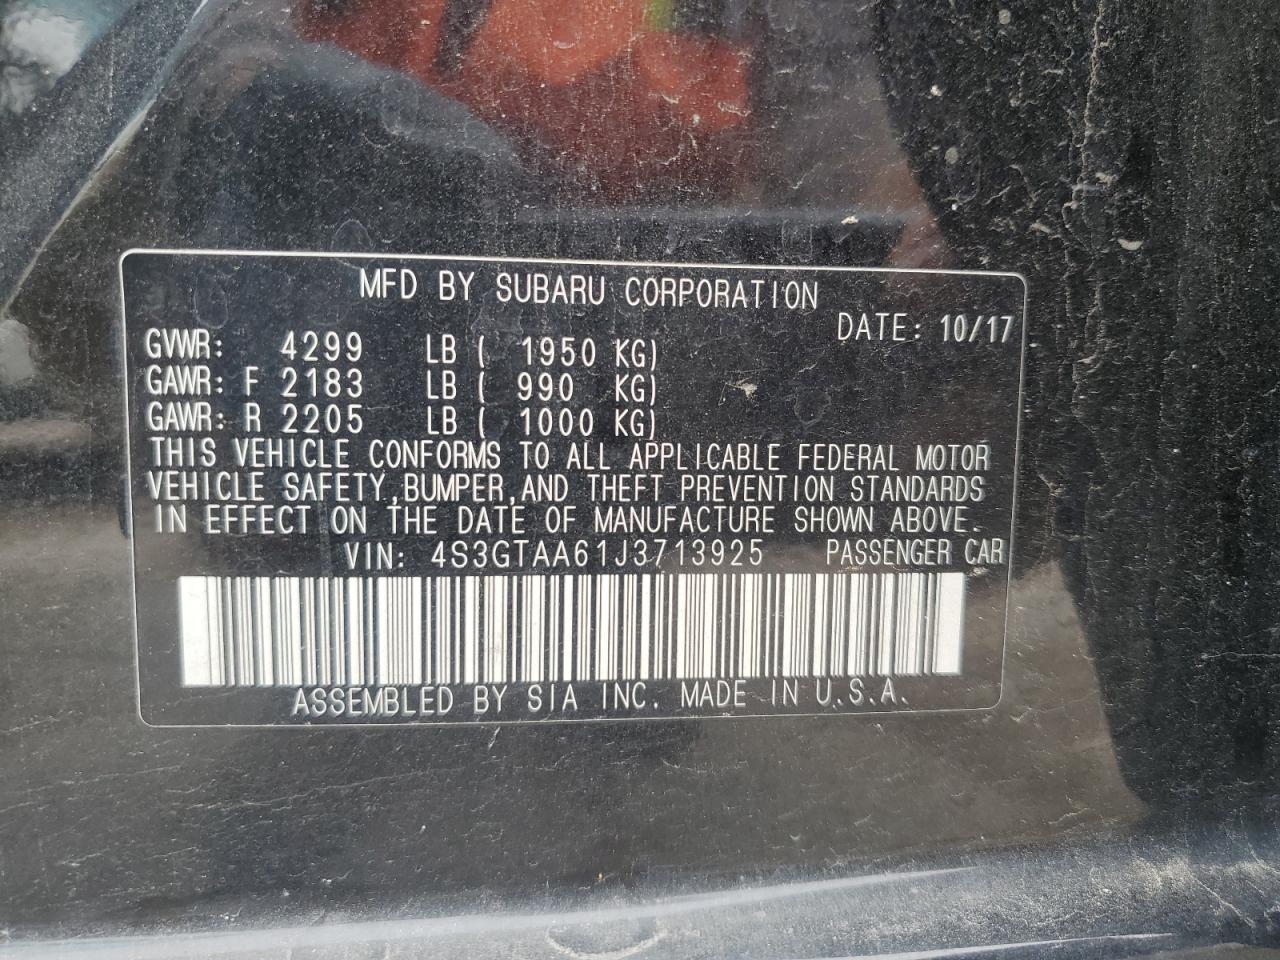 MFD BY SUBARU CORPORATION
DATE: 10/17
GVWR: 4299 LB ( 1950 KG)
GAWR: F 2183 LB ( 990 KG)
GAWR: R 2205 LB ( 1000 KG)
THIS VEHICLE CONFORMS TO ALL APPLICABLE FEDERAL MOTOR
VEHICLE SAFETY,BUMPER,AND THEFT PREVENTION STANDARDS
IN EFFECT ON THE DATE OF MANUFACTURE SHOWN ABOVE.
VIN: 4S3GTAA61J3713925 PASSENGER CAR
ASSEMBLED BY SIA INC. MADE IN U.S.A.